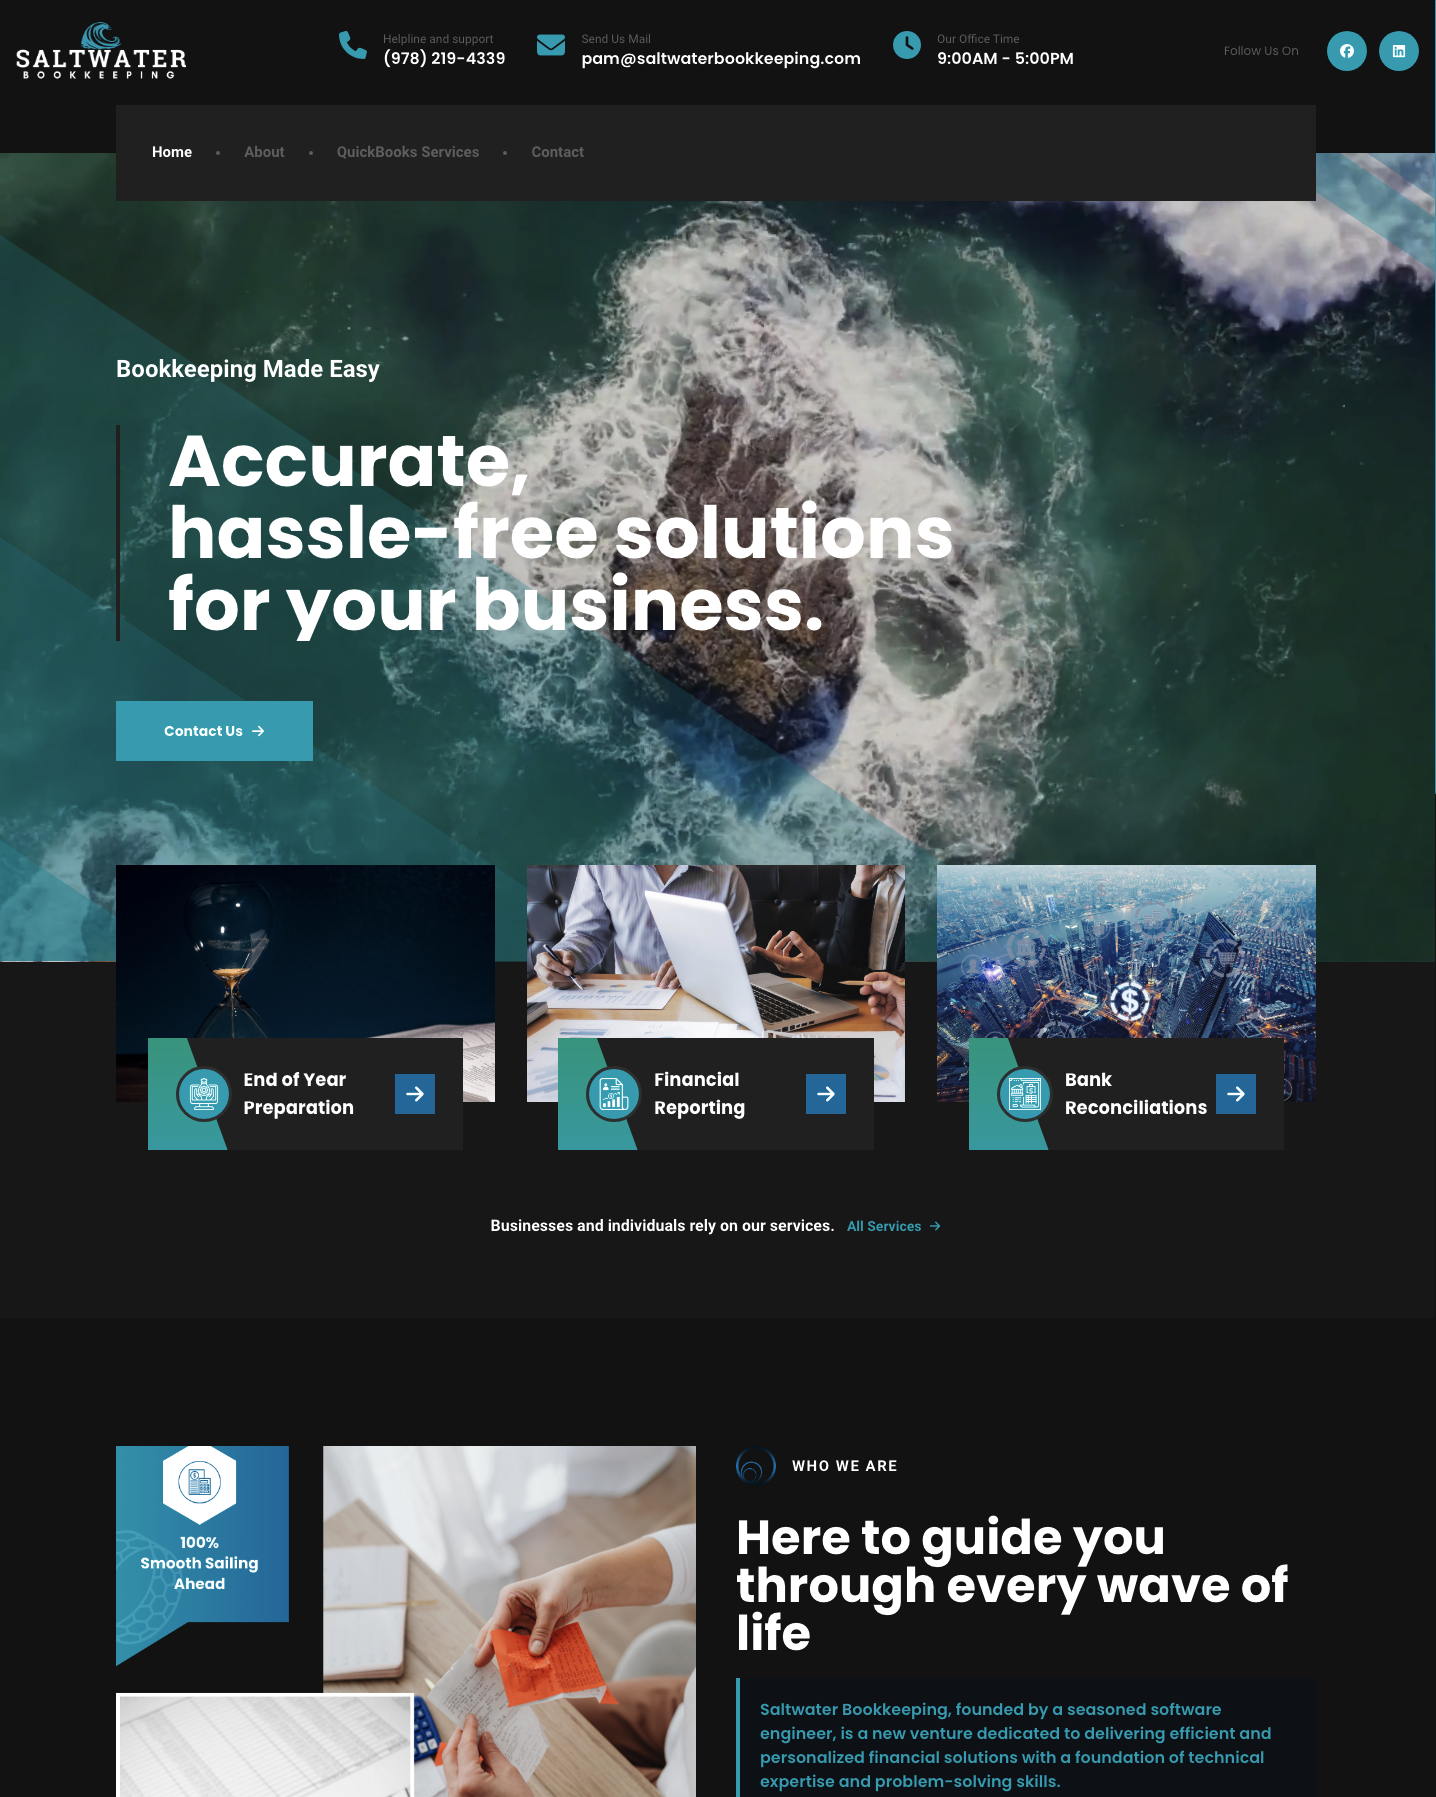 SALTWATER
BOOKKEEPING
Helpline and support
(978) 219-4339
Send Us Mail
pam@saltwaterbookkeeping.com
Our Office Time
9:00AM - 5:00PM
Follow Us On
Home
About
QuickBooks Services
Contact
Bookkeeping Made Easy
Accurate,
hassle-free solutions
for your business.
Contact Us
End of Year
Preparation
Financial
Reporting
Bank
Reconciliations
Businesses and individuals rely on our services. All Services
100%
Smooth Sailing
Ahead
WHO WE ARE
Here to guide you
through every wave of
life
Saltwater Bookkeeping, founded by a seasoned software
engineer, is a new venture dedicated to delivering efficient and
personalized financial solutions with a foundation of technical
expertise and problem-solving skills.